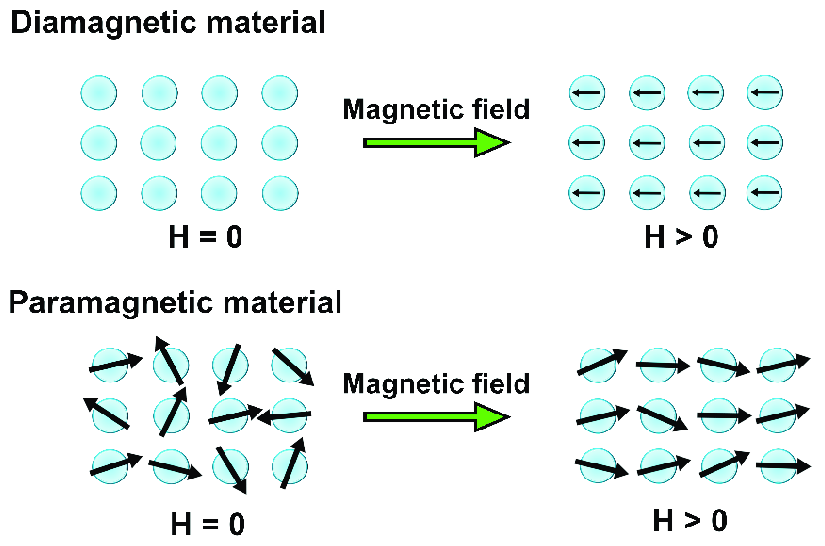 Diamagnetic material
Magnetic field
H = 0
H > 0
Paramagnetic material
Magnetic field
H = 0
H > 0